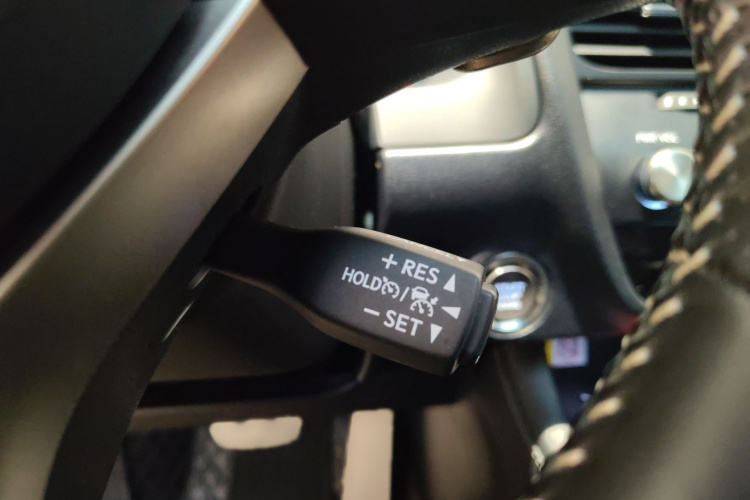 + RES
HOLD /
− SET